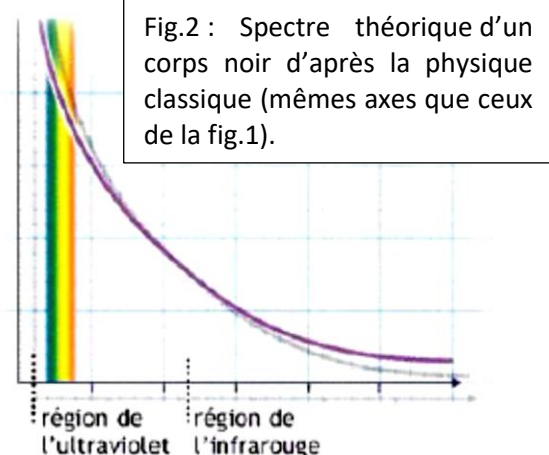 Fig.2 : Spectre théorique d’un
corps noir d’après la physique
classique (mêmes axes que ceux
de la fig.1).
région de
l'ultraviolet
région de
l'infrarouge